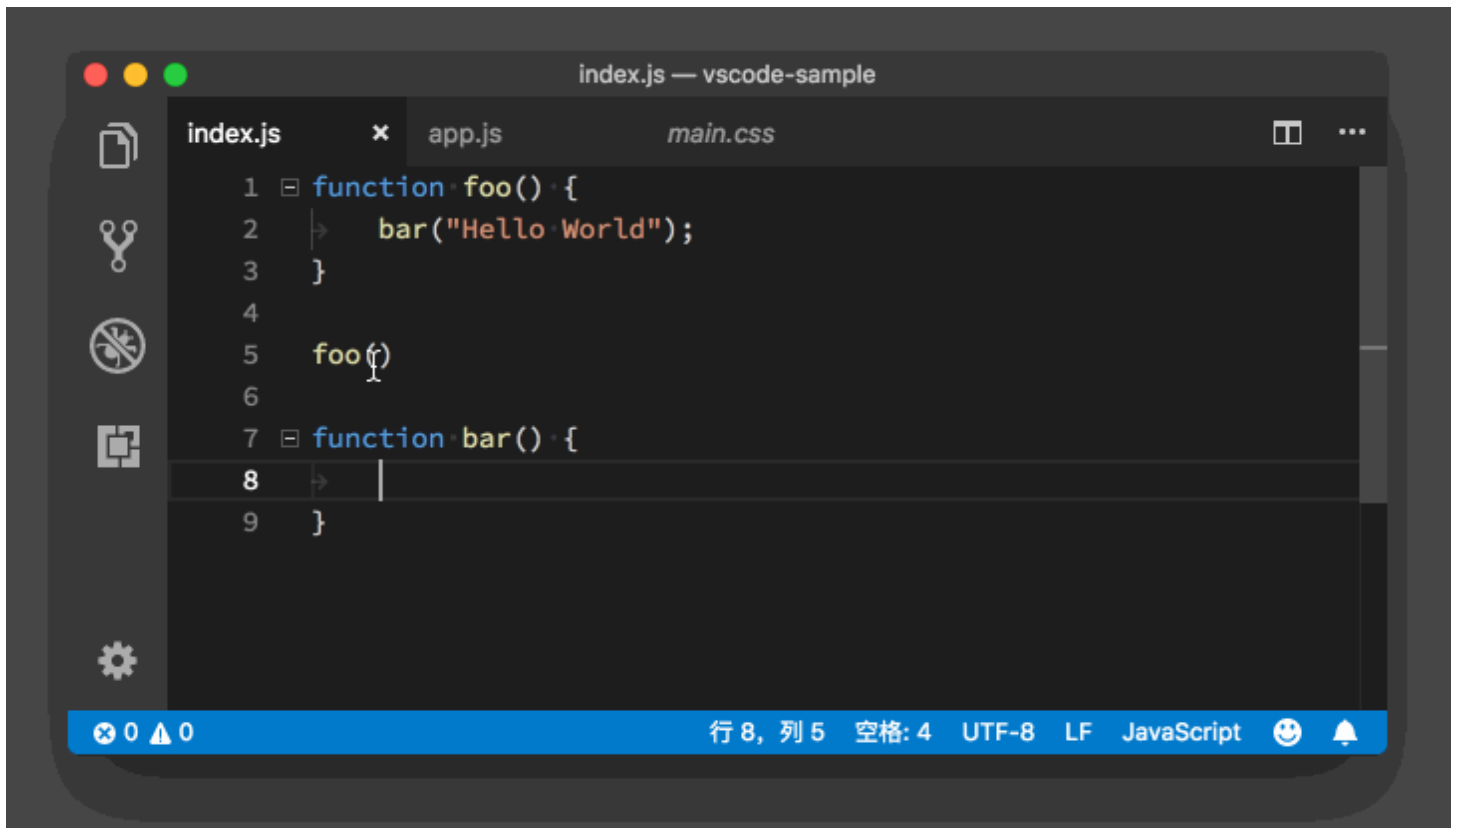 index.js — vscode-sample
index.js app.js main.css
1 function foo() {
2 bar("Hello World");
3 }
4
5 foo()
6
7 function bar() {
8
9 }
0 0 行 8，列 5 空格: 4 UTF-8 LF JavaScript